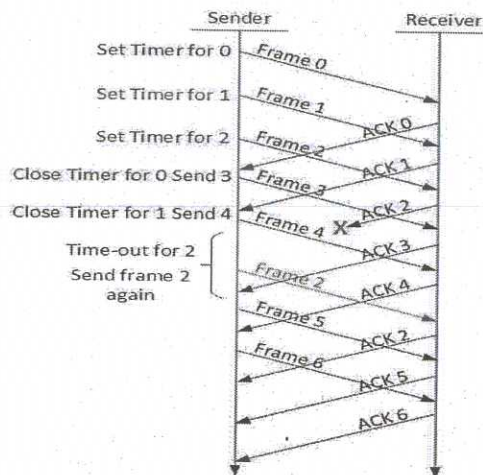 Sender
Receiver
Set Timer for 0
Frame 0
Set Timer for 1
Frame 1
ACK 0
Set Timer for 2
Frame 2
ACK 1
Close Timer for 0 Send 3
Frame 3
ACK 2
Close Timer for 1 Send 4
Frame 4
X
ACK 3
Time-out for 2
Send frame 2
again
Frame 2
ACK 4
Frame 5
ACK 2
Frame 6
ACK 5
ACK 6